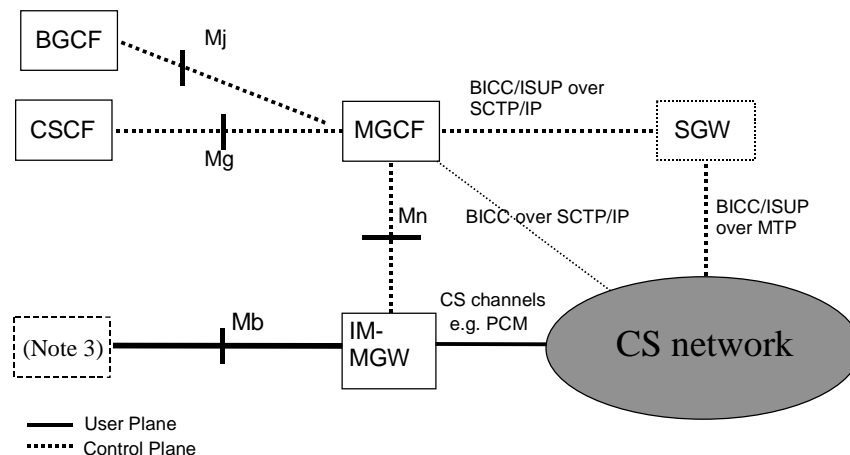 BGCF
Mj
BICC/ISUP over
SCTP/IP
CSCF
Mg
MGCF
SGW
Mn
BICC over SCTP/IP
BICC/ISUP
over MTP
(Note 3)
Mb
IM-
MGW
CS channels
e.g. PCM
CS network
User Plane
Control Plane